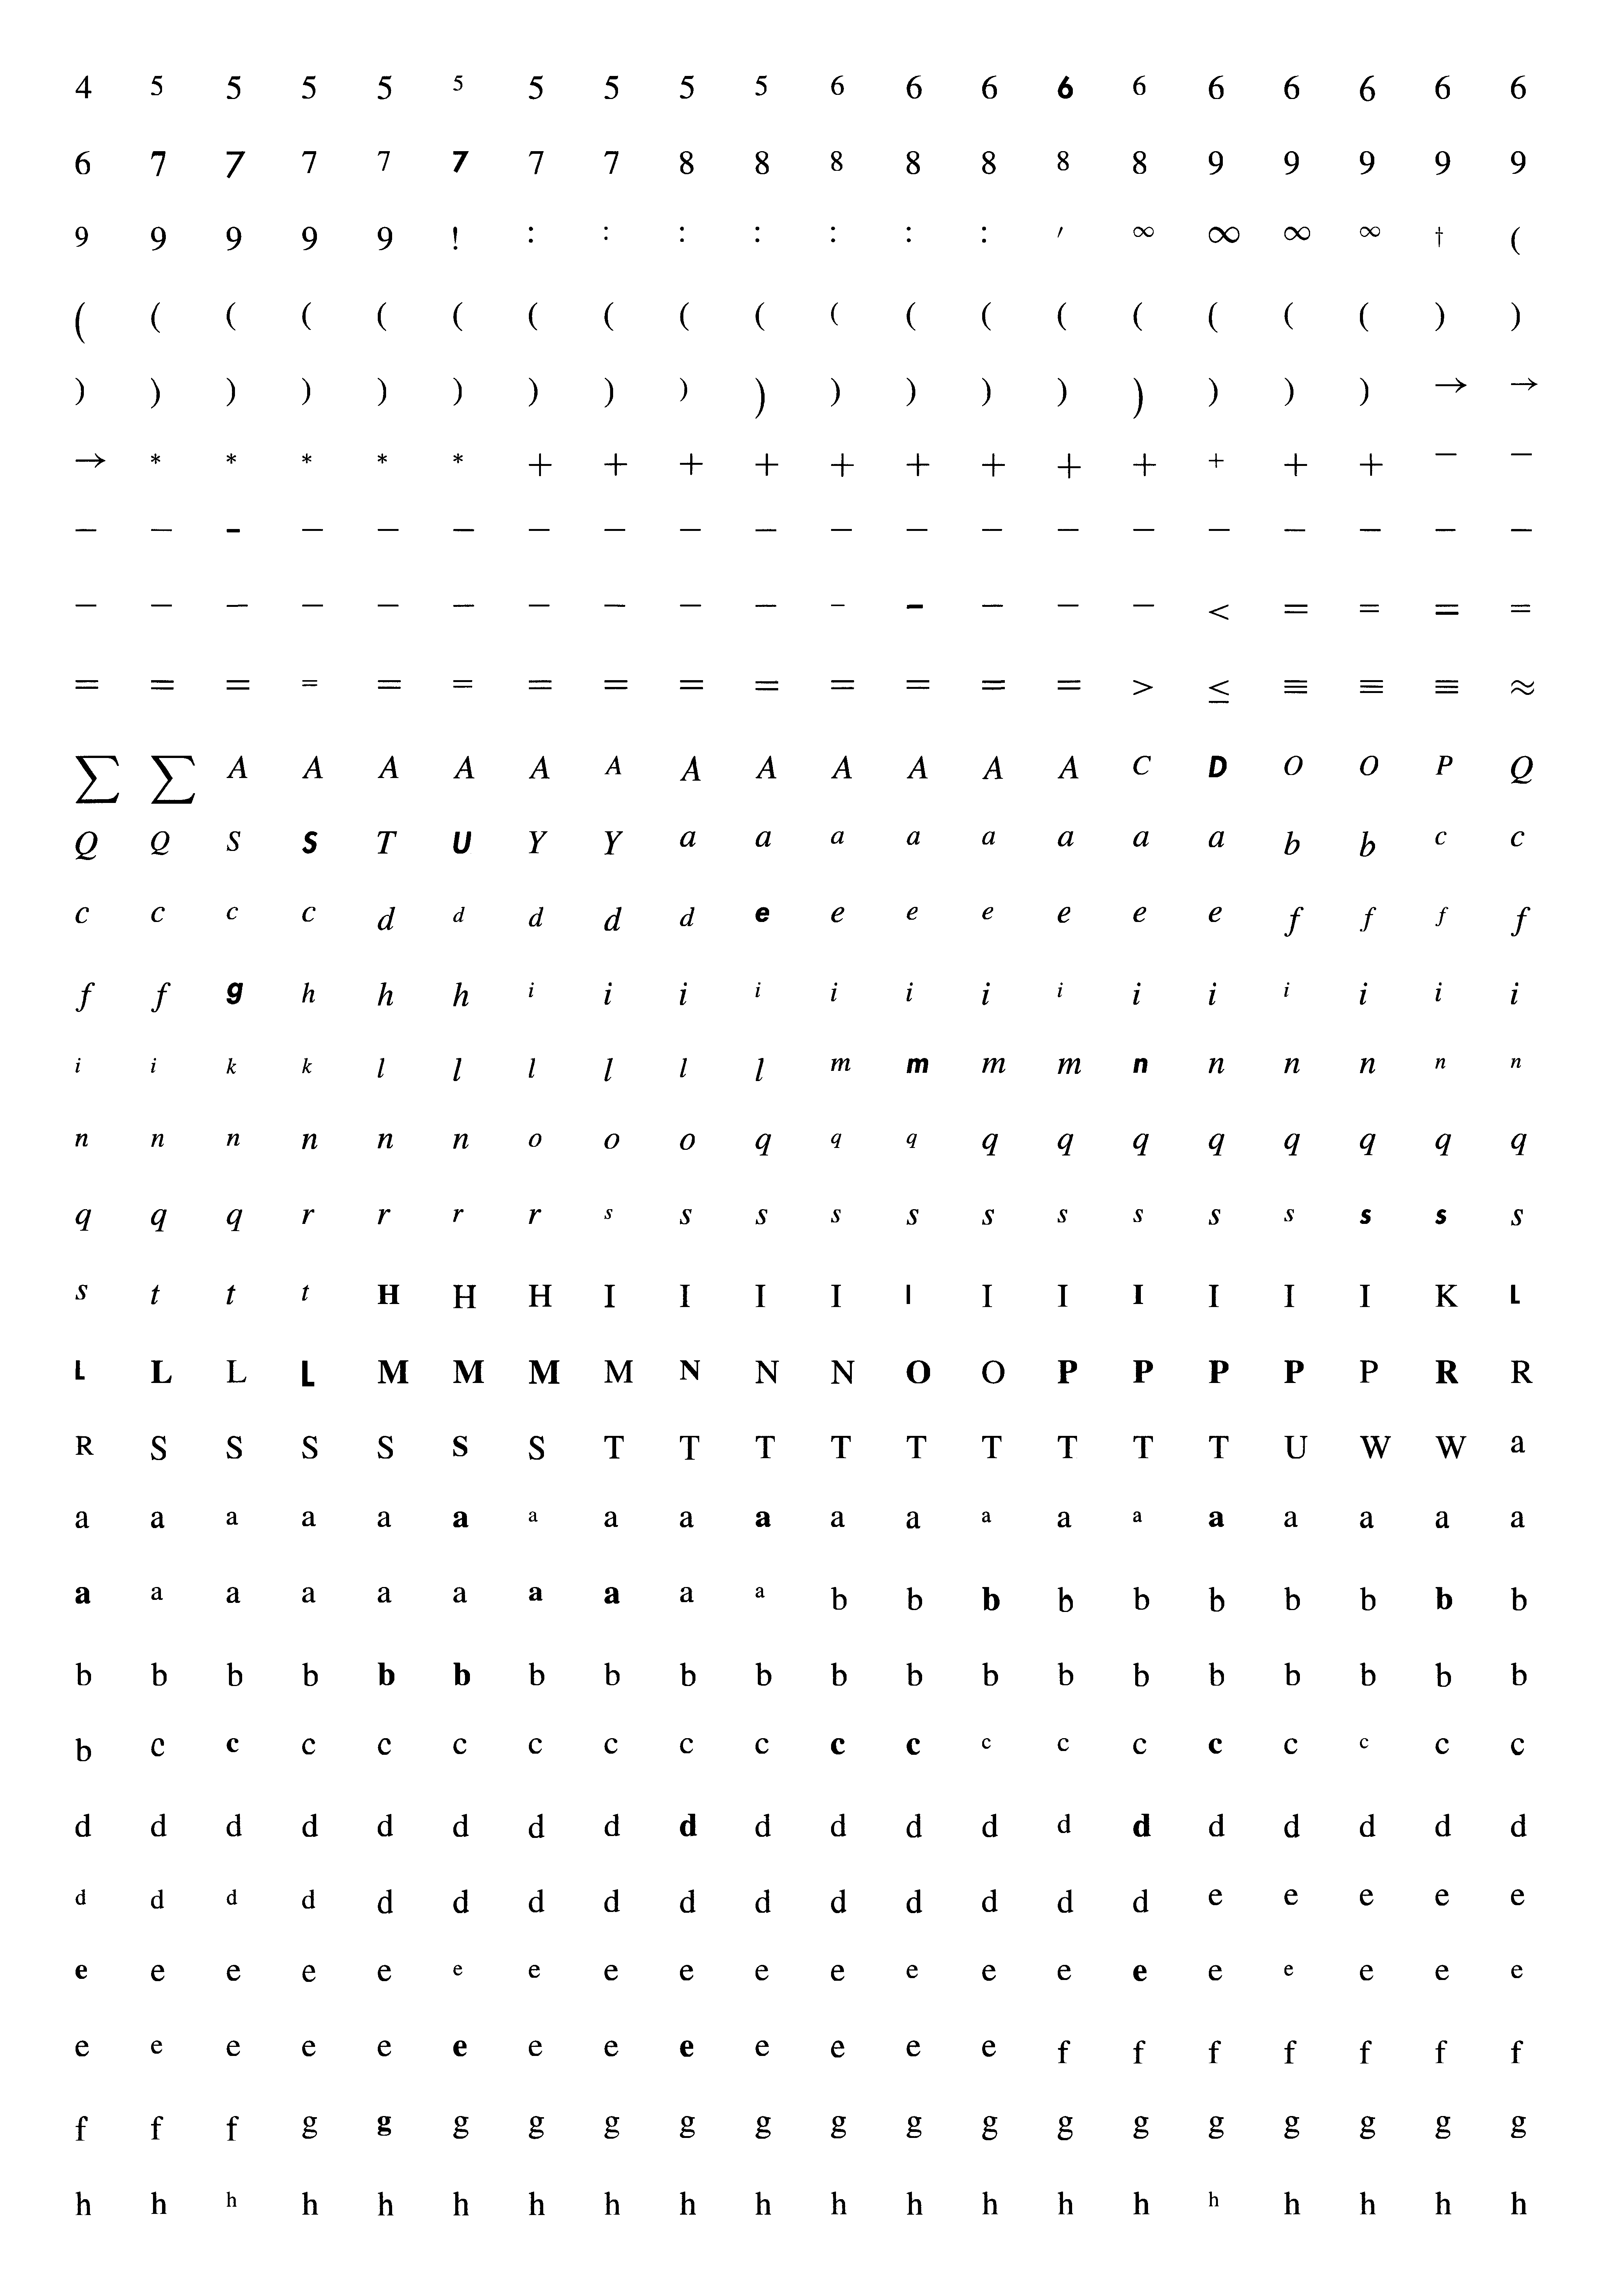 4 5 5 5 5 5 5 5 5 5 6 6 6 6 6 6 6 6 6 6
6 7 7 7 7 7 7 7 8 8 8 8 8 8 8 9 9 9 9 9
9 9 9 9 9 ! : : : : : : : ′ ∞ ∞ ∞ ∞ † (
( ( ( ( ( ( ( ( ( ( ( ( ( ( ( ( ( ( ) )
) ) ) ) ) ) ) ) ) ) ) ) ) ) ) ) ) ) → →
→ * * * * * + + + + + + + + + + + + − −
− − - − − − − − − − − − − − − − − − − −
− − − − − − − − − − − - − − − < = = = =
= = = = = = = = = = = = = = > ≤ ≡ ≡ ≡ ≈
∑ ∑ A A A A A A A A A A A A C D O O P Q
Q Q S S T U Y Y a a a a a a a a b b c c
c c c c d d d d d e e e e e e e f f f f
f f g h h h i i i i i i i i i i i i i i
i i k k l l l l l l m m m m n n n n n n
n n n n n n o o o q q q q q q q q q q q
q q q r r r r s s s s s s s s s s s s s
s t t t H H H I I I I I I I I I I I K L
L L L L M M M M N N N O O P P P P P R R
R S S S S S S T T T T T T T T T U W W a
a a a a a a a a a a a a a a a a a a a a
a a a a a a a a a a b b b b b b b b b b
b b b b b b b b b b b b b b b b b b b b
b c c c c c c c c c c c c c c c c c c c
d d d d d d d d d d d d d d d d d d d d
d d d d d d d d d d d d d d d e e e e e
e e e e e e e e e e e e e e e e e e e e
e e e e e e e e e e e e e f f f f f f f
f f f g g g g g g g g g g g g g g g g g
h h h h h h h h h h h h h h h h h h h h